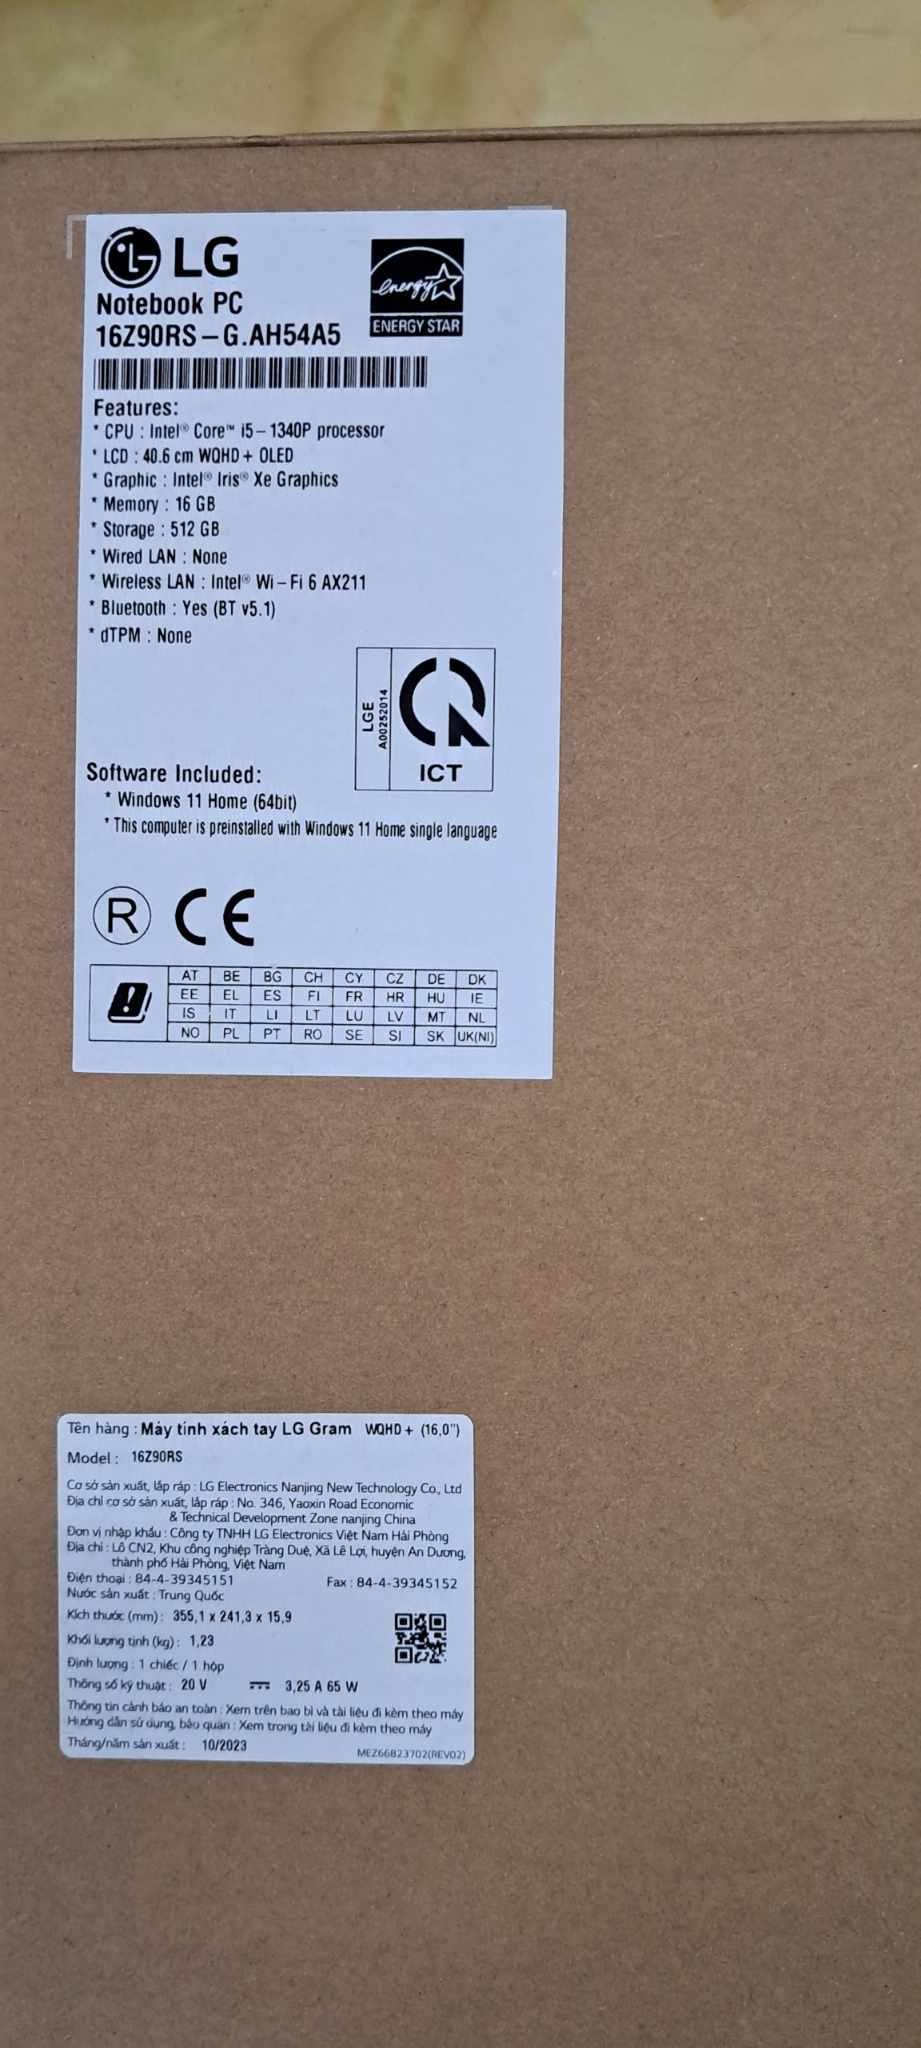 LG
energy
ENERGY STAR
Notebook PC
16Z90RS-G.AH54A5
Features:
* CPU : Intel® Core™ i5-1340P processor
* LCD : 40.6 cm WQHD+ OLED
* Graphic : Intel® Iris® Xe Graphics
* Memory : 16 GB
* Storage : 512 GB
* Wired LAN : None
* Wireless LAN : Intel® Wi-Fi 6 AX211
* Bluetooth : Yes (BT v5.1)
* dTPM : None
LGE
A00252014
ICT
Software Included:
* Windows 11 Home (64bit)
* This computer is preinstalled with Windows 11 Home single language
R CE
AT BE BG CH CY CZ DE DK
EE EL ES FI FR HR HU IE
IS IT LI LT LU LV MT NL
NO PL PT RO SE SI SK UK(NI)
Tên hàng : Máy tính xách tay LG Gram WQHD+ (16,0")
Model : 16Z90RS
Cơ sở sản xuất, lắp ráp : LG Electronics Nanjing New Technology Co., Ltd
Địa chỉ cơ sở sản xuất, lắp ráp : No. 346, Yaoxin Road Economic
& Technical Development Zone nanjing China
Đơn vị nhập khẩu : Công ty TNHH LG Electronics Việt Nam Hải Phòng
Địa chỉ : Lô CN2, Khu công nghiệp Tràng Duệ, Xã Lê Lợi, huyện An Dương,
thành phố Hải Phòng, Việt Nam
Điện thoại : 84-4-39345151 Fax : 84-4-39345152
Nước sản xuất : Trung Quốc
Kích thước (mm) : 355,1 x 241,3 x 15,9
Khối lượng tịnh (kg) : 1,23
Định lượng : 1 chiếc / 1 hộp
Thông số kỹ thuật : 20 V ⎓ 3,25 A 65 W
Thông tin cảnh báo an toàn : Xem trên bao bì và tài liệu đi kèm theo máy
Hướng dẫn sử dụng, bảo quản : Xem trong tài liệu đi kèm theo máy
Tháng/năm sản xuất : 10/2023
MEZ66823702(REV02)